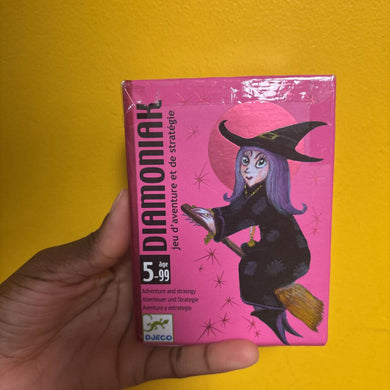 DIAMONIAK
jeu d'aventure et de stratégie
âge
5-99
Adventure and strategy
Abenteuer und Strategie
Aventura y estrategia
DJECO